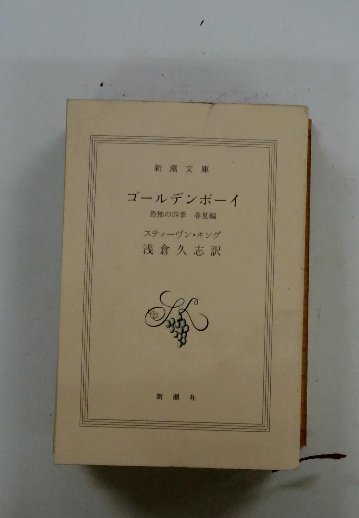 新潮文庫
ゴールデンボーイ
恐怖の四季 春夏編
スティーヴン・キング
浅倉久志訳
新潮社